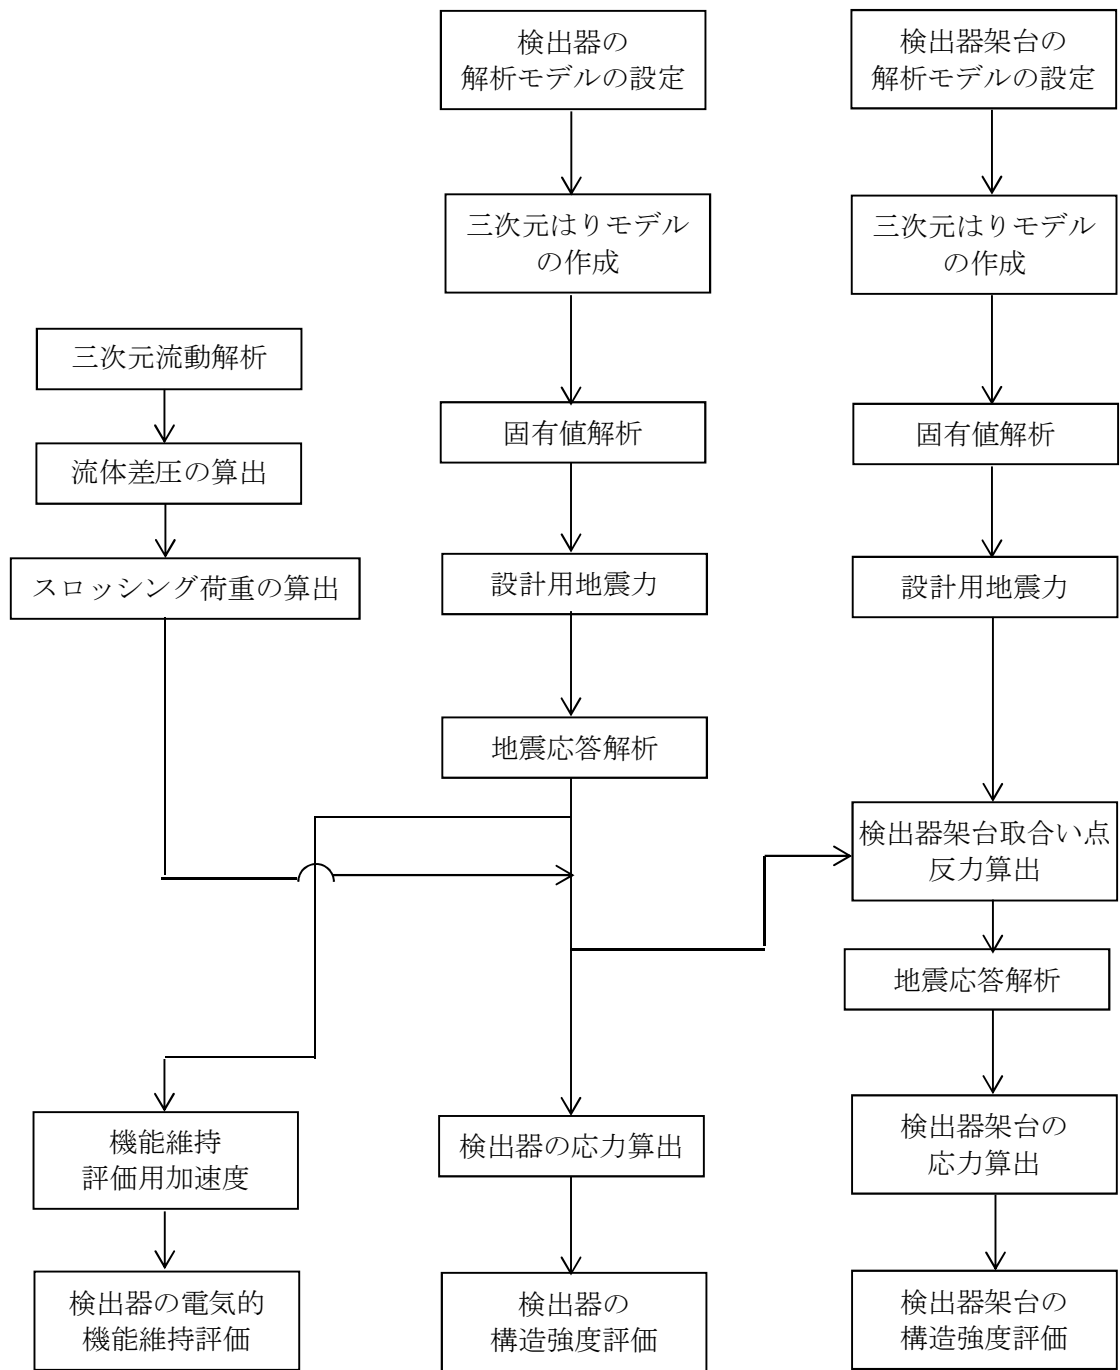 検出器の
解析モデルの設定
検出器架台の
解析モデルの設定
三次元はりモデル
の作成
三次元はりモデル
の作成
三次元流動解析
固有値解析
固有値解析
流体差圧の算出
スロッシング荷重の算出
設計用地震力
設計用地震力
地震応答解析
検出器架台取合い点
反力算出
地震応答解析
機能維持
評価用加速度
検出器の応力算出
検出器架台の
応力算出
検出器の電気的
機能維持評価
検出器の
構造強度評価
検出器架台の
構造強度評価